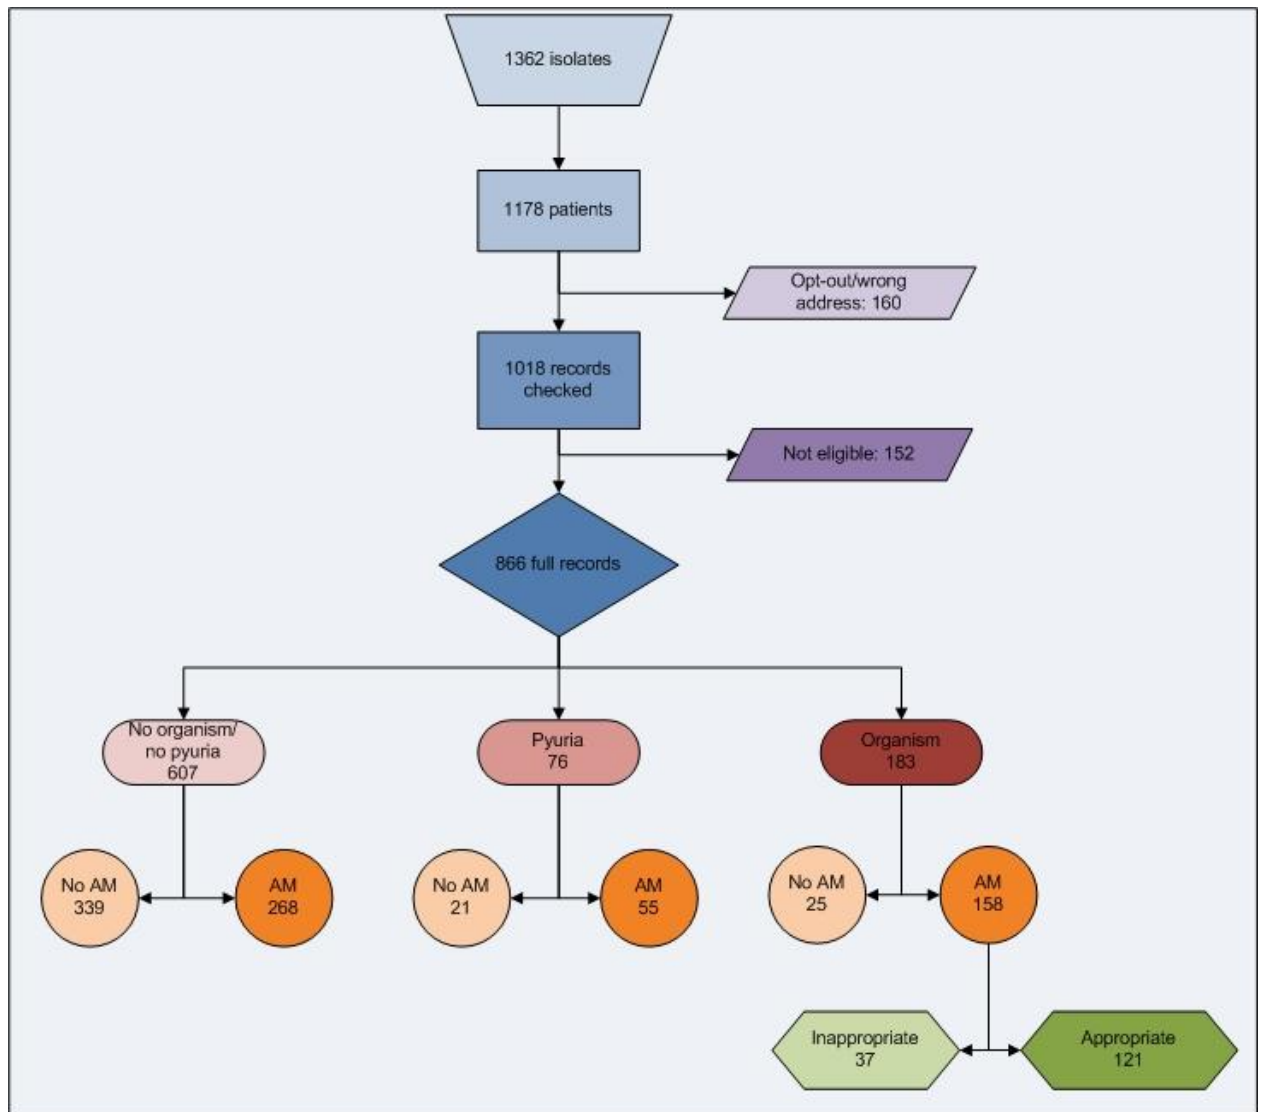 1362 isolates
1178 patients
Opt-out/wrong
address: 160
1018 records
checked
Not eligible: 152
866 full records
No organism/
no pyuria
607
Pyuria
76
Organism
183
No AM
339
AM
268
No AM
21
AM
55
No AM
25
AM
158
Inappropriate
37
Appropriate
121